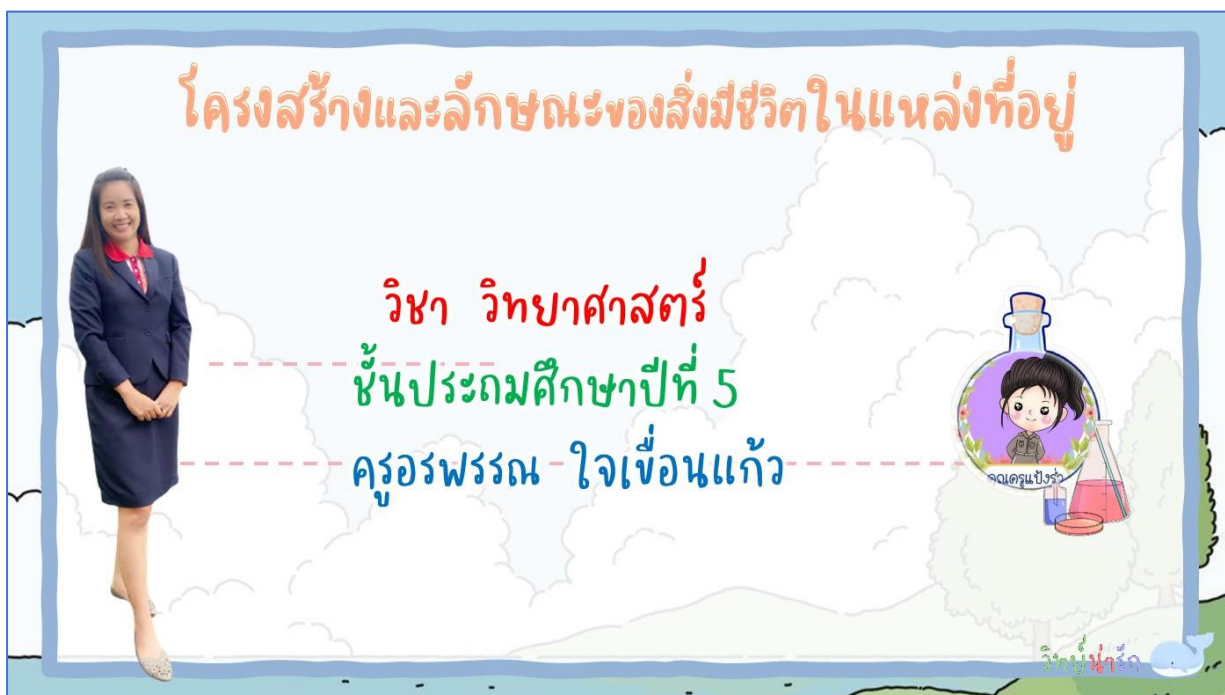 โครงสร้างและลักษณะของสิ่งมีชีวิตในแหล่งที่อยู่
วิชา วิทยาศาสตร์
ชั้นประถมศึกษาปีที่ 5
ครูอรพรรณ ใจเขื่อนแก้ว
คุณครูแป้งร่ำ
วิทย์น่ารัก